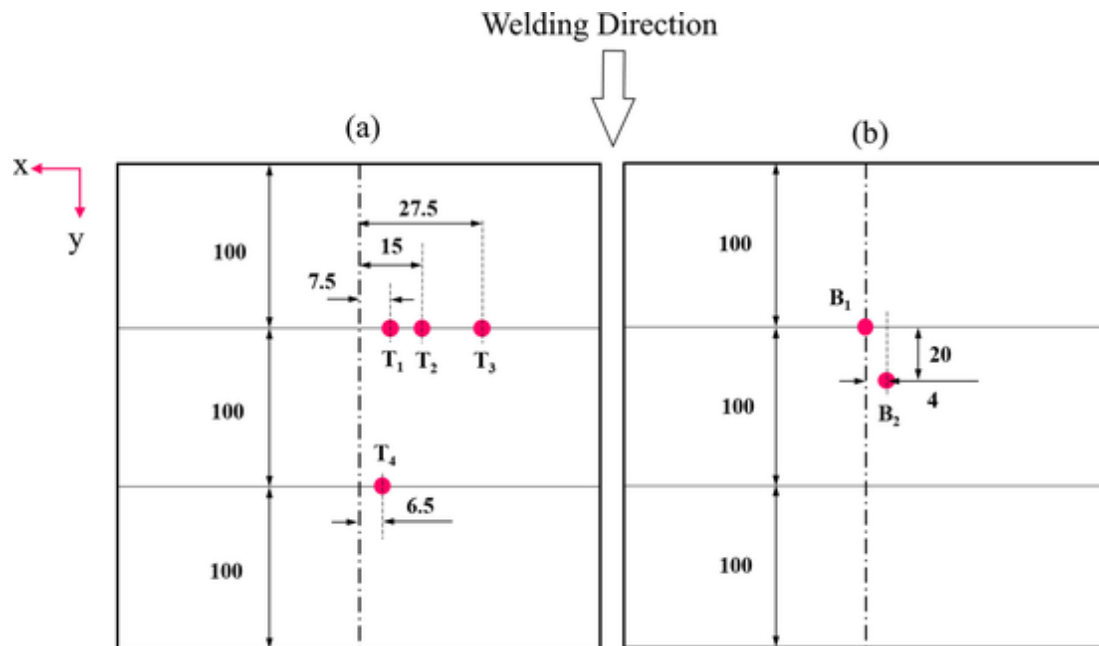 Welding Direction
(a)
(b)
x
y
27.5
15
7.5
100
100
100
T₁
T₂
T₃
T₄
6.5
100
100
100
B₁
20
4
B₂